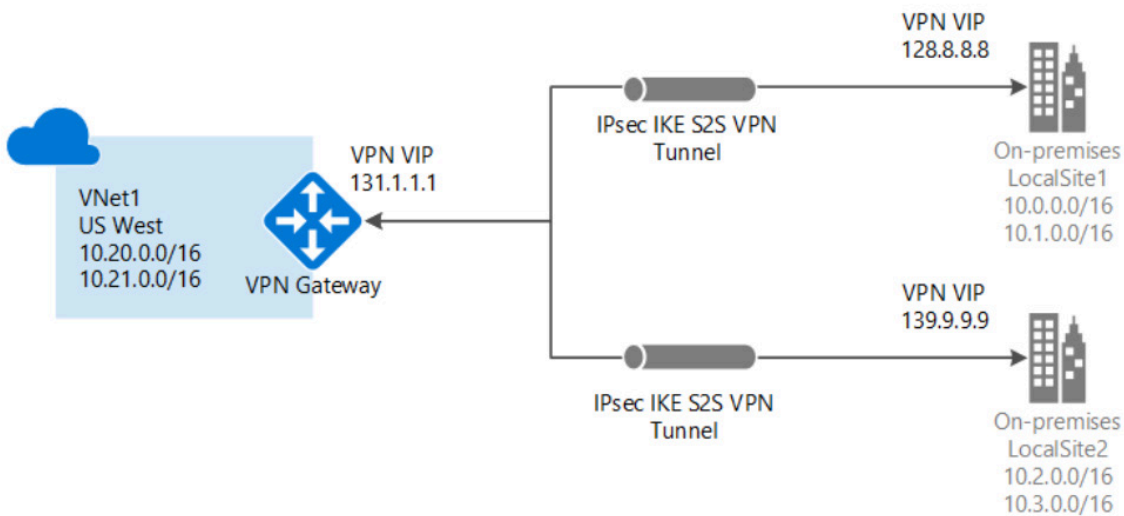 VPN VIP
128.8.8.8
IPsec IKE S2S VPN
Tunnel
On-premises
LocalSite1
10.0.0.0/16
10.1.0.0/16
VPN VIP
131.1.1.1
VNet1
US West
10.20.0.0/16
10.21.0.0/16
VPN Gateway
VPN VIP
139.9.9.9
IPsec IKE S2S VPN
Tunnel
On-premises
LocalSite2
10.2.0.0/16
10.3.0.0/16